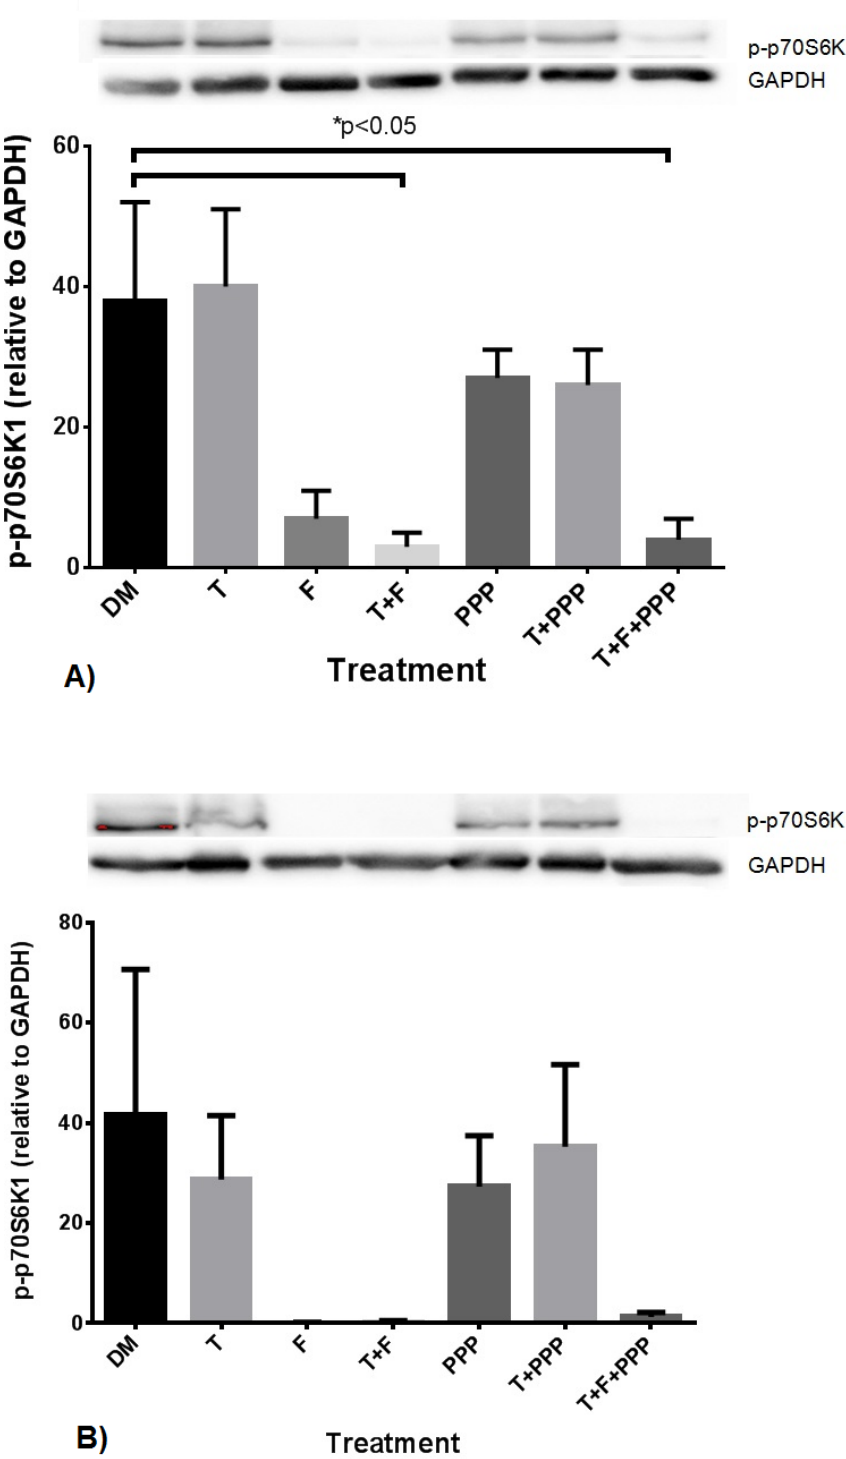 p-p70S6K
GAPDH
*p<0.05
p-p70S6K1 (relative to GAPDH)
60
40
20
0
DM
T
F
T+F
PPP
T+PPP
T+F+PPP
Treatment
A)
p-p70S6K
GAPDH
p-p70S6K1 (relative to GAPDH)
80
60
40
20
0
DM
T
F
T+F
PPP
T+PPP
T+F+PPP
Treatment
B)